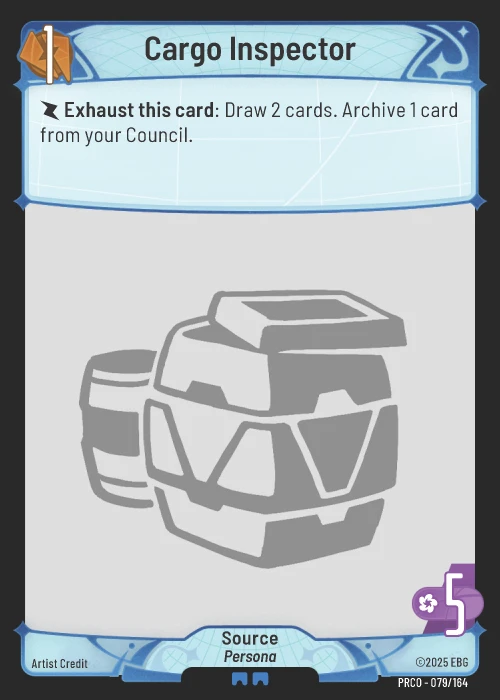 1
Cargo Inspector
Exhaust this card: Draw 2 cards. Archive 1 card
from your Council.
5
Source
Persona
Artist Credit
©2025 EBG
PRCO - 079/164